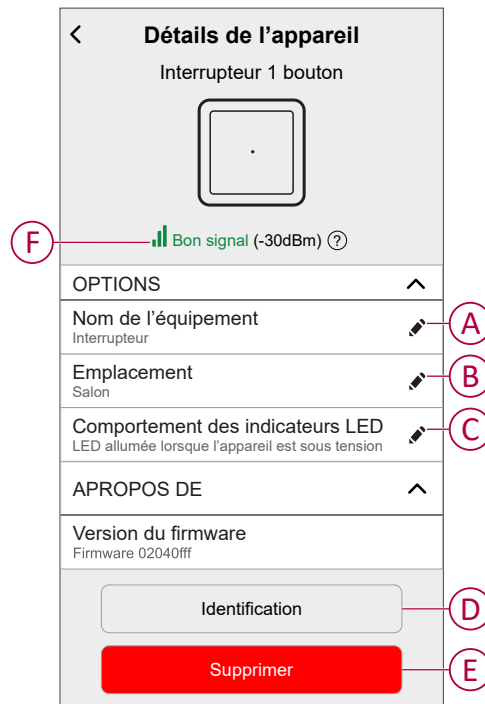 < Détails de l’appareil
Interrupteur 1 bouton
F
Bon signal (-30dBm) ?
OPTIONS
Nom de l’équipement
Interrupteur
A
Emplacement
Salon
B
Comportement des indicateurs LED
LED allumée lorsque l’appareil est sous tension
C
APROPOS DE
Version du firmware
Firmware 02040fff
Identification
D
Supprimer
E